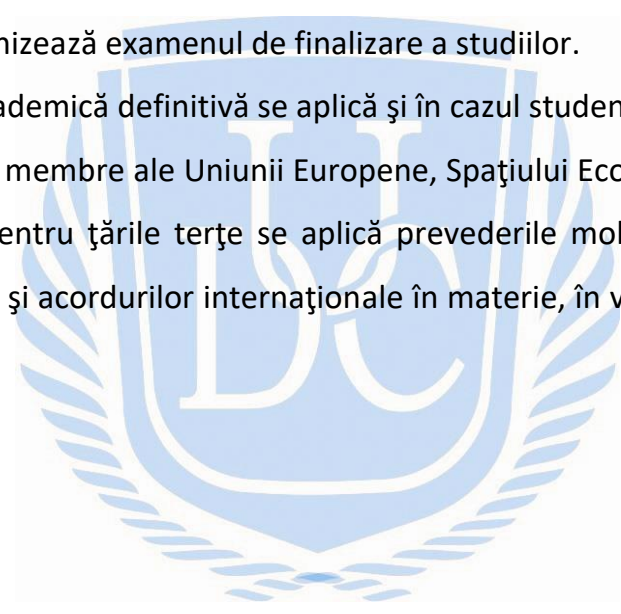 nizează examenul de finalizare a studiilor.
ademică definitivă se aplică şi în cazul studen
membre ale Uniunii Europene, Spaţiului Eco
entru ţările terţe se aplică prevederile mol
şi acordurilor internaţionale în materie, în v
UDC